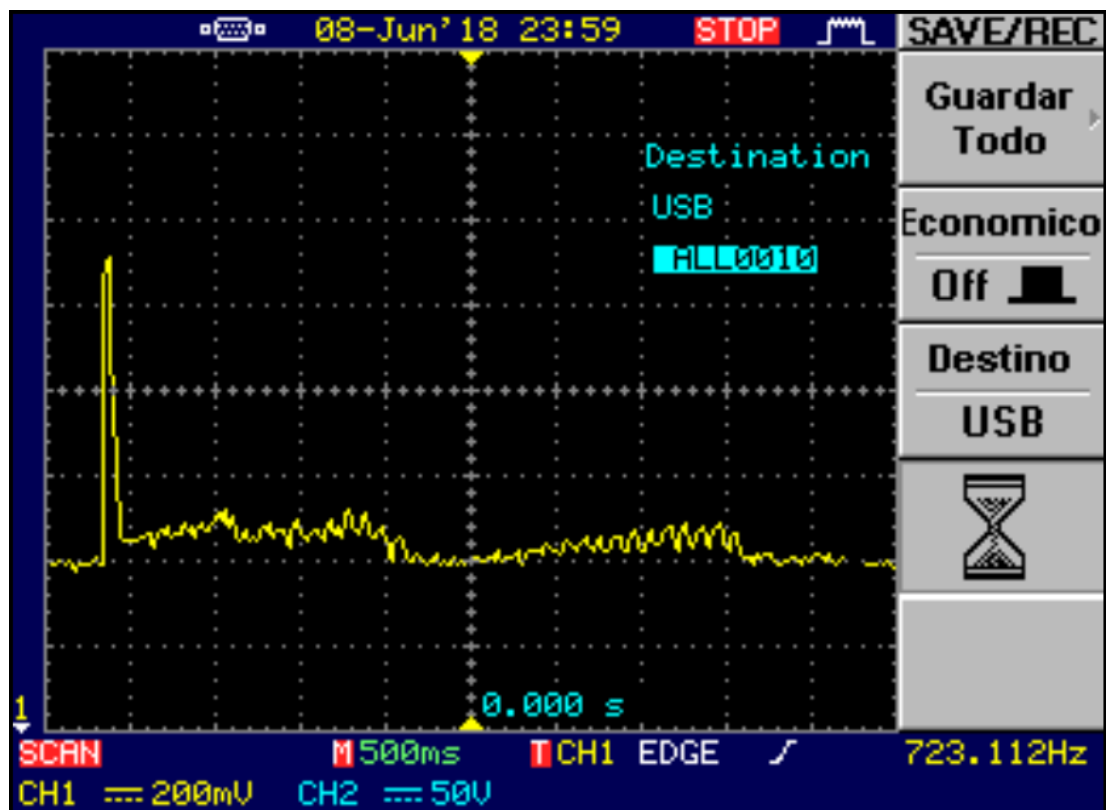 08-Jun'18 23:59 STOP SAVE/REC
Guardar
Todo
Destination
USB
ALL0010
Economico
Off
Destino
USB
1
0.000 s
SCAN M 500ms T CH1 EDGE 723.112Hz
CH1 200mV CH2 50V